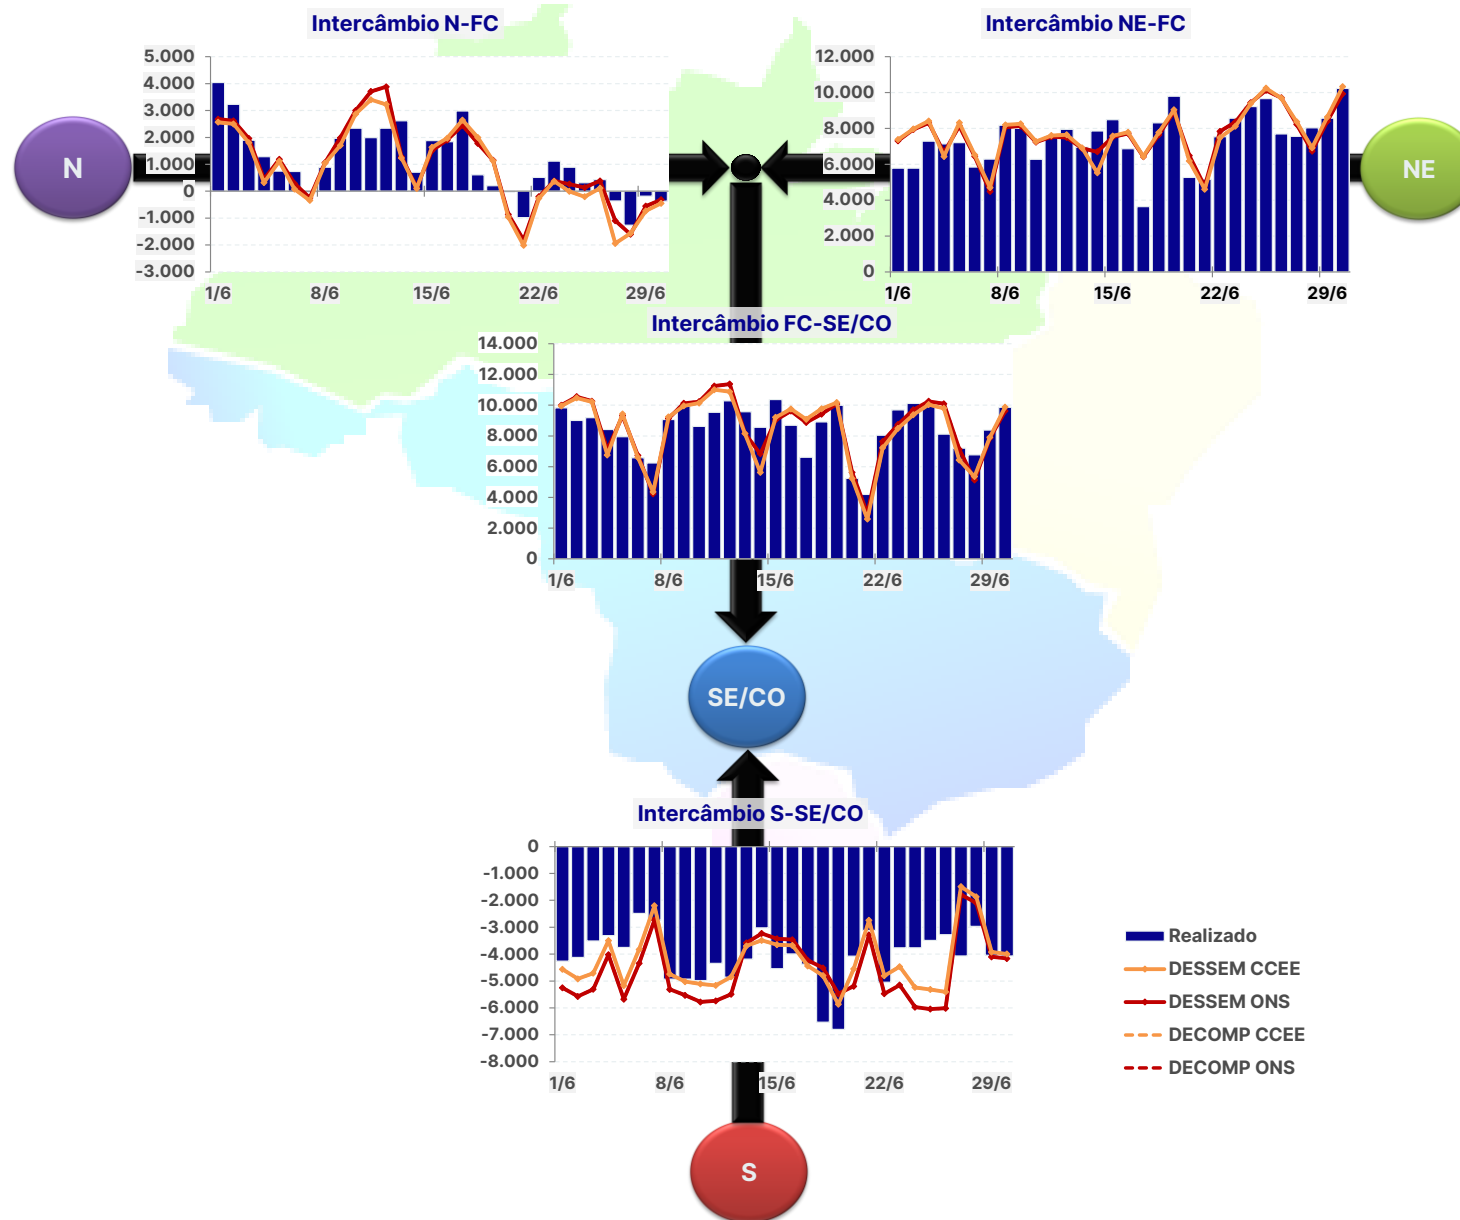 Intercâmbio N-FC
5.000
4.000
3.000
2.000
1.000
0
-1.000
-2.000
-3.000
1/6 8/6 15/6 22/6 29/6
N
Intercâmbio NE-FC
12.000
10.000
8.000
6.000
4.000
2.000
0
1/6 8/6 15/6 22/6 29/6
NE
Intercâmbio FC-SE/CO
14.000
12.000
10.000
8.000
6.000
4.000
2.000
0
1/6 8/6 15/6 22/6 29/6
SE/CO
Intercâmbio S-SE/CO
0
-1.000
-2.000
-3.000
-4.000
-5.000
-6.000
-7.000
-8.000
1/6 8/6 15/6 22/6 29/6
Realizado
DESSEM CCEE
DESSEM ONS
DECOMP CCEE
DECOMP ONS
S